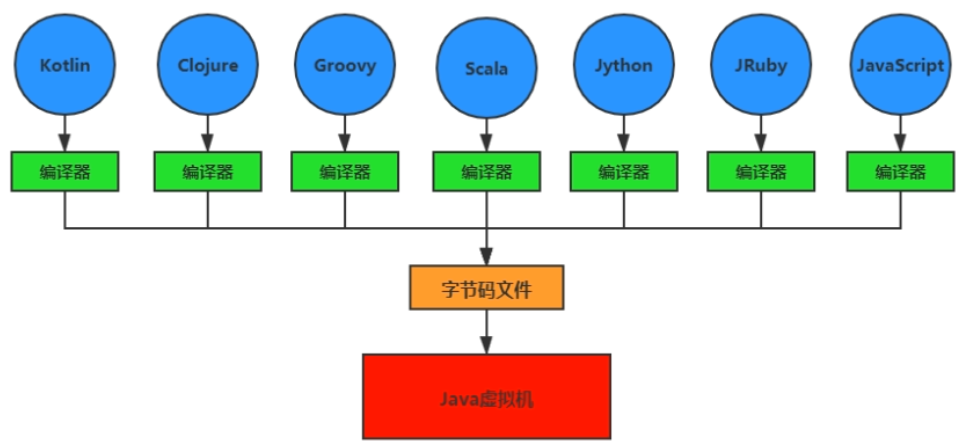 Kotlin
Clojure
Groovy
Scala
Jython
JRuby
JavaScript
编译器
编译器
编译器
编译器
编译器
编译器
编译器
字节码文件
Java虚拟机